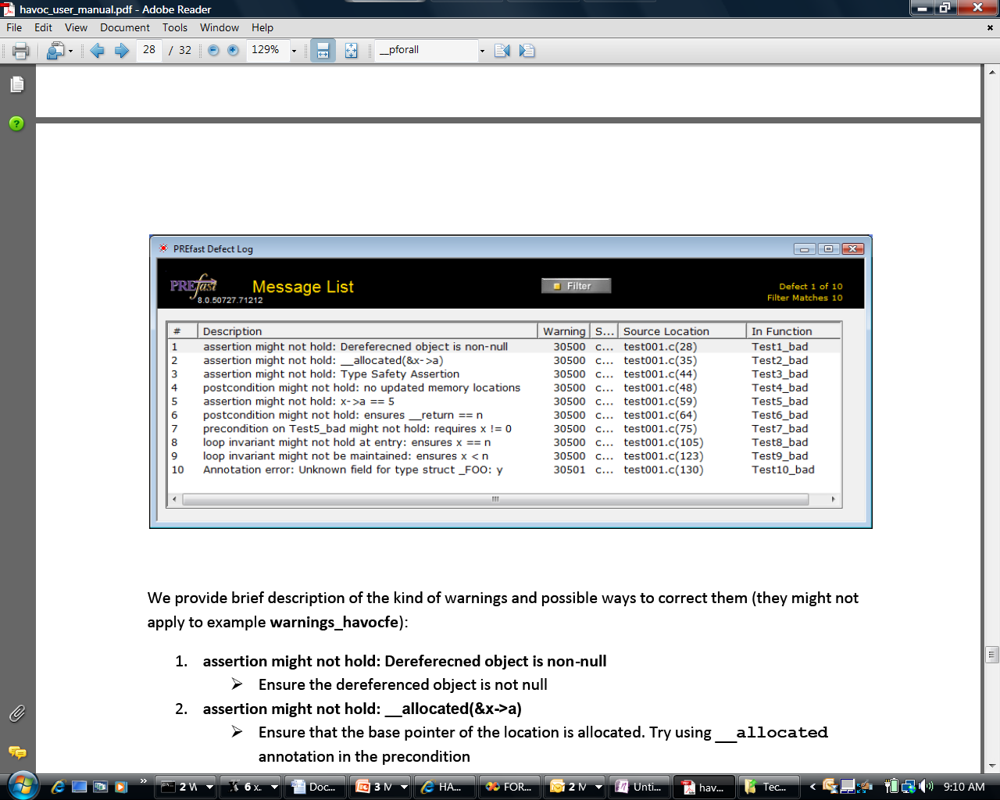 havoc_user_manual.pdf - Adobe Reader
File Edit View Document Tools Window Help
28 / 32 129% __pforall
PREfast Defect Log
PREfast Message List Filter Defect 1 of 10
8.0.50727.71212 Filter Matches 10
# Description Warning S... Source Location In Function
1 assertion might not hold: Dereferecned object is non-null 30500 c... test001.c(28) Test1_bad
2 assertion might not hold: __allocated(&x->a) 30500 c... test001.c(35) Test2_bad
3 assertion might not hold: Type Safety Assertion 30500 c... test001.c(44) Test3_bad
4 postcondition might not hold: no updated memory locations 30500 c... test001.c(48) Test4_bad
5 assertion might not hold: x->a == 5 30500 c... test001.c(59) Test5_bad
6 postcondition might not hold: ensures __return == n 30500 c... test001.c(64) Test6_bad
7 precondition on Test5_bad might not hold: requires x != 0 30500 c... test001.c(75) Test7_bad
8 loop invariant might not hold at entry: ensures x == n 30500 c... test001.c(105) Test8_bad
9 loop invariant might not be maintained: ensures x < n 30500 c... test001.c(123) Test9_bad
10 Annotation error: Unknown field for type struct _FOO: y 30501 c... test001.c(130) Test10_bad
We provide brief description of the kind of warnings and possible ways to correct them (they might not
apply to example warnings_havocfe):
1. assertion might not hold: Dereferecned object is non-null
➢ Ensure the dereferenced object is not null
2. assertion might not hold: __allocated(&x->a)
➢ Ensure that the base pointer of the location is allocated. Try using __allocated
annotation in the precondition
» 2 W 6 x. Doc... 3 M HA... FOR... 2 M Unti... hav... Tec... < 9:10 AM